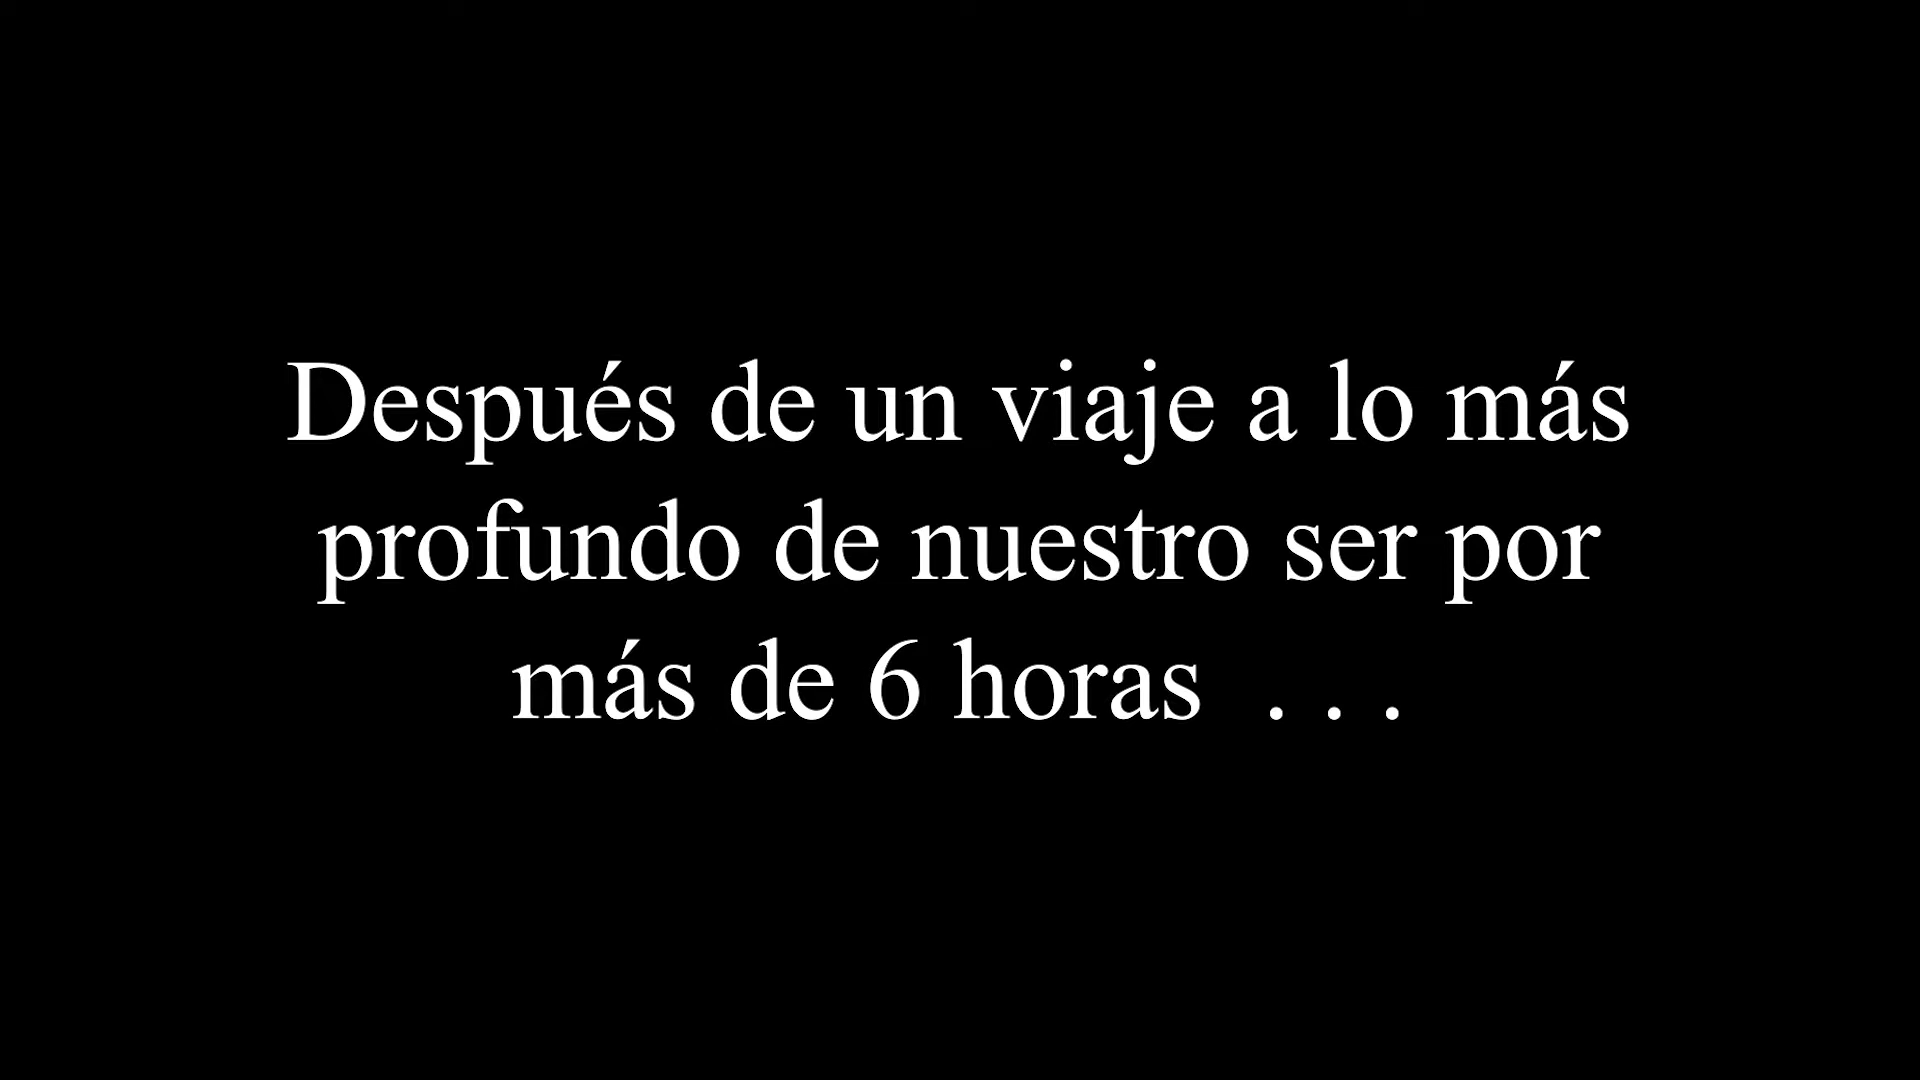 Después de un viaje a lo más
profundo de nuestro ser por
más de 6 horas  . . .